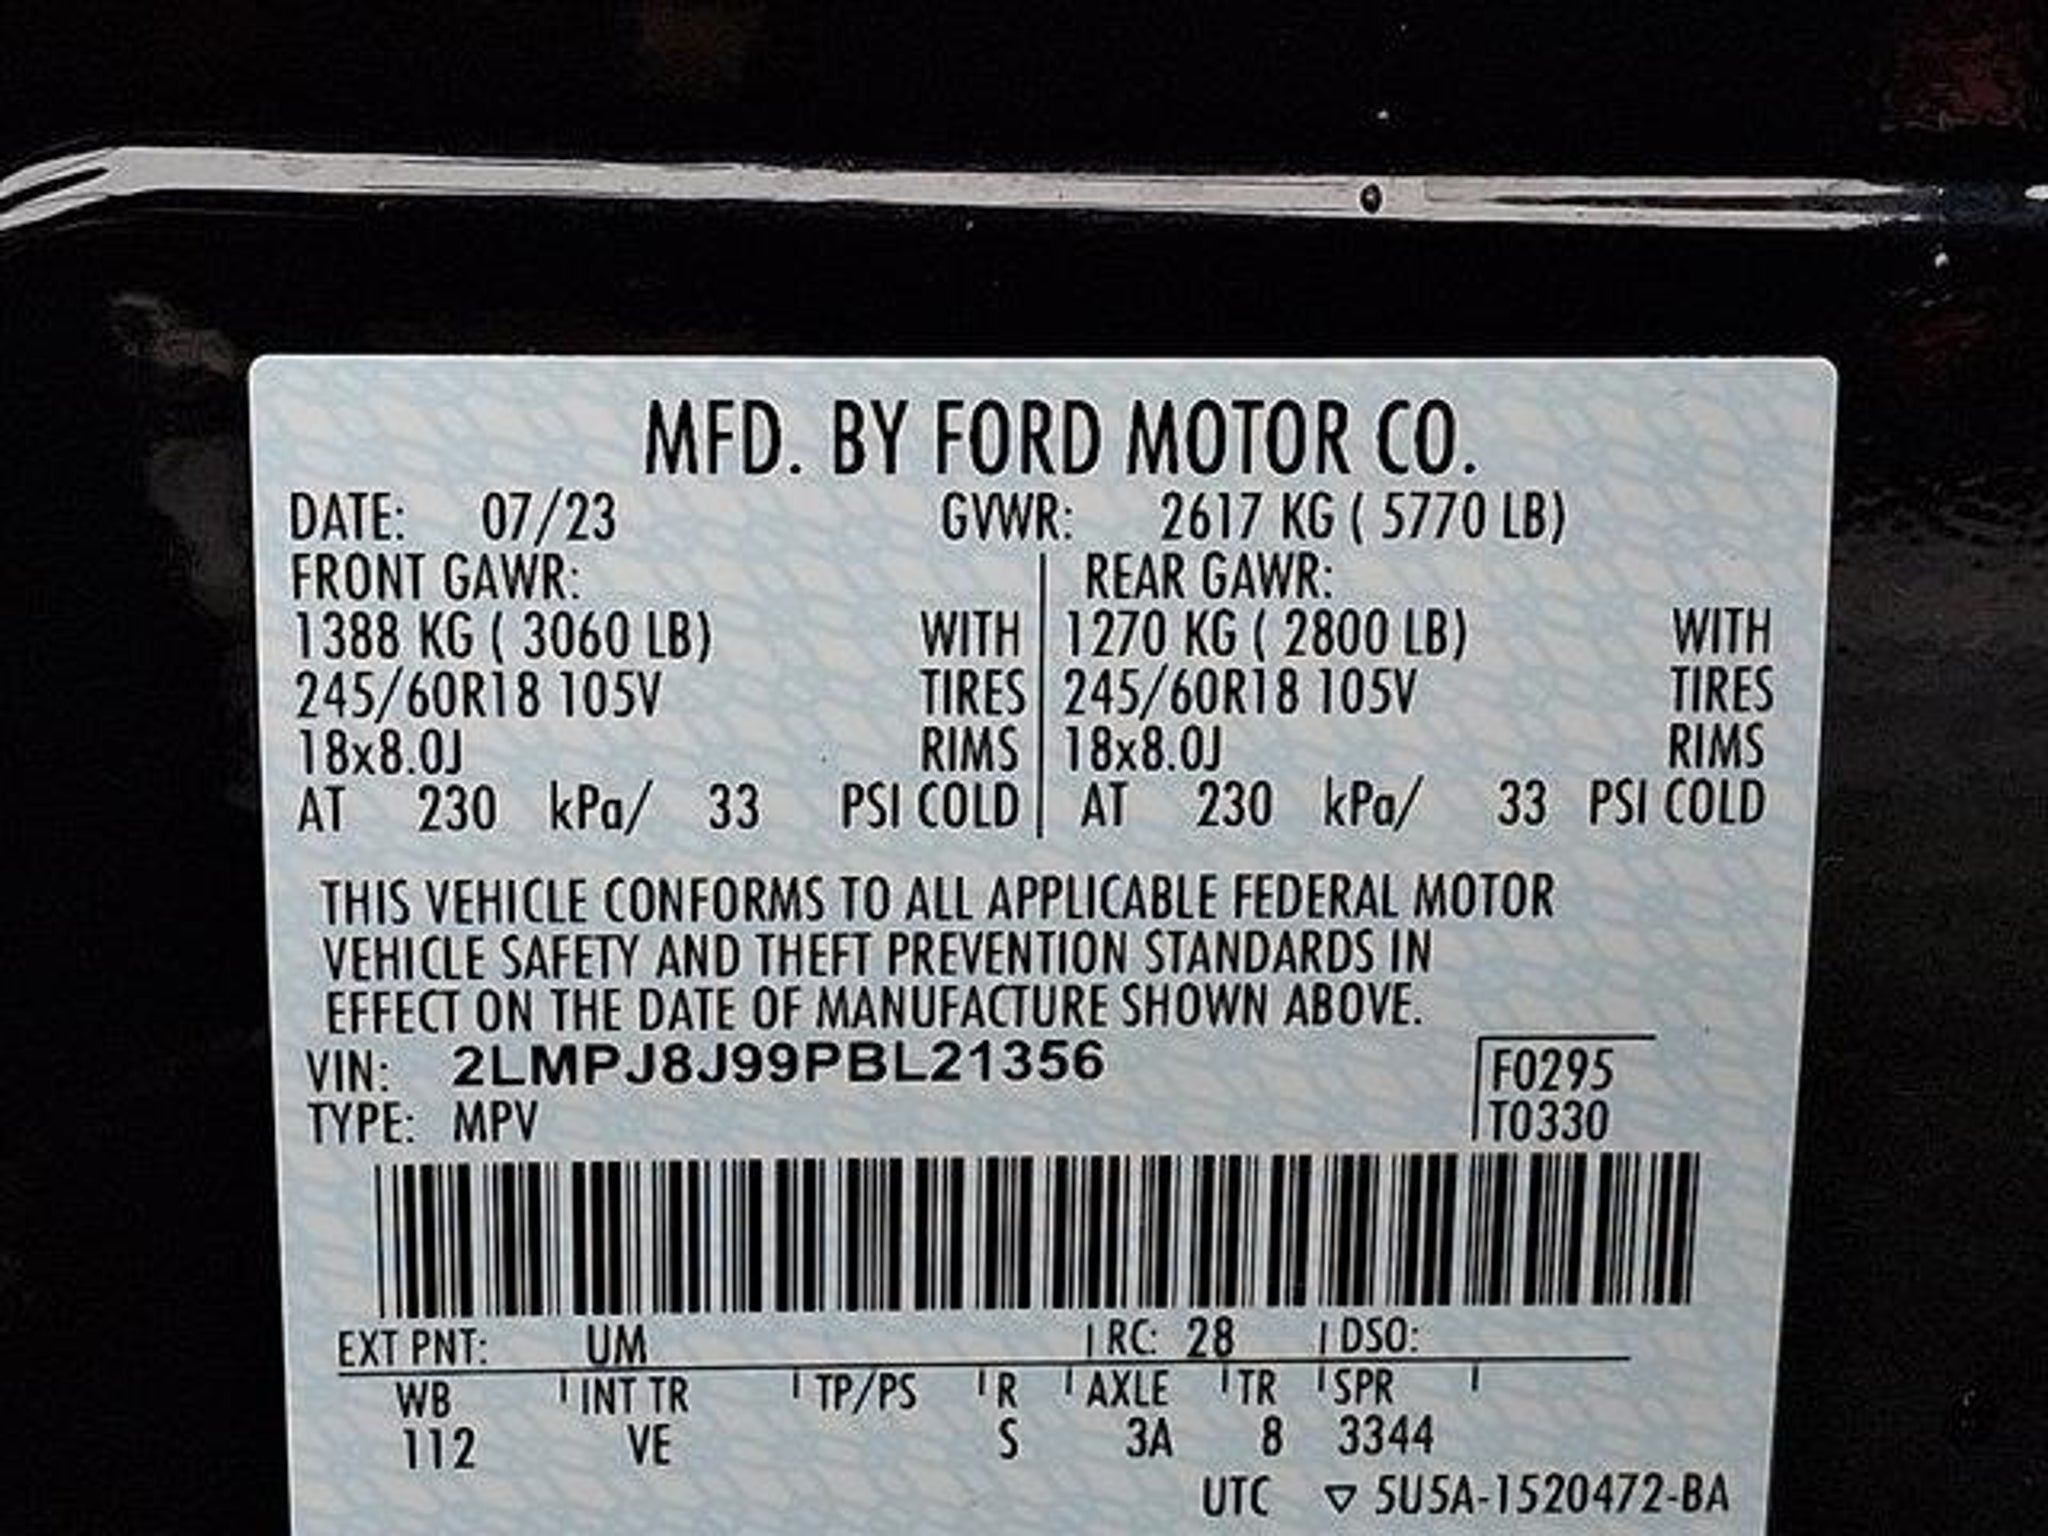 MFD. BY FORD MOTOR CO.
DATE: 07/23 GVWR: 2617 KG ( 5770 LB)
FRONT GAWR: REAR GAWR:
1388 KG ( 3060 LB) WITH 1270 KG ( 2800 LB) WITH
245/60R18 105V TIRES 245/60R18 105V TIRES
18x8.0J RIMS 18x8.0J RIMS
AT 230 kPa/ 33 PSI COLD AT 230 kPa/ 33 PSI COLD
THIS VEHICLE CONFORMS TO ALL APPLICABLE FEDERAL MOTOR
VEHICLE SAFETY AND THEFT PREVENTION STANDARDS IN
EFFECT ON THE DATE OF MANUFACTURE SHOWN ABOVE.
VIN: 2LMPJ8J99PBL21356 F0295
TYPE: MPV T0330
EXT PNT: UM RC: 28 DSO:
WB INT TR TP/PS R AXLE TR SPR
112 VE S 3A 8 3344
UTC ▽ 5U5A-1520472-BA